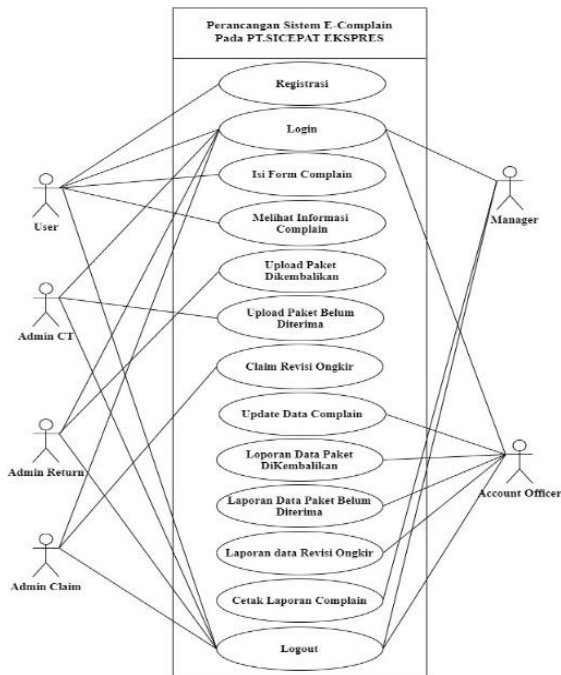 Perancangan Sistem E-Complain
Pada PT.SICEPAT EKSPRES
Registrasi
Login
Isi Form Complain
Melihat Informasi
Complain
Upload Paket
Dikembalikan
Upload Paket Belum
Diterima
Claim Revisi Ongkir
Update Data Complain
Loporan Data Paket
DiKembalikan
Laporan Data Paket Belum
Diterima
Laporan data Revisi Ongkir
Cetak Laporan Complain
Logout
User
Admin CT
Admin Return
Admin Claim
Manager
Account Officer